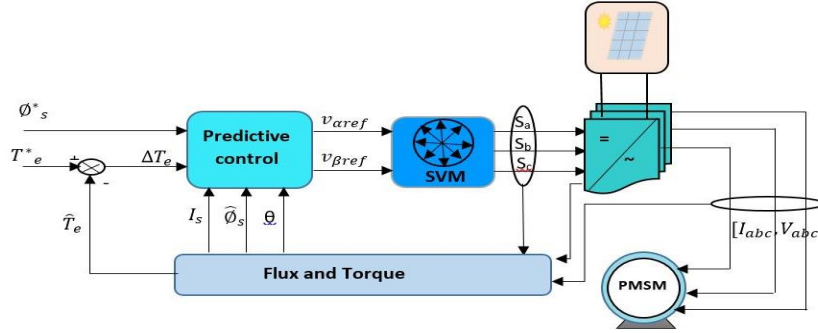 Ø*s
Predictive
control
vαref
Sa
T*e
+
ΔTe
vβref
Sb
-
SVM
Sc
=
~
T̂e
Is
Ø̂s
θ
[Iabc,Vabc
Flux and Torque
PMSM